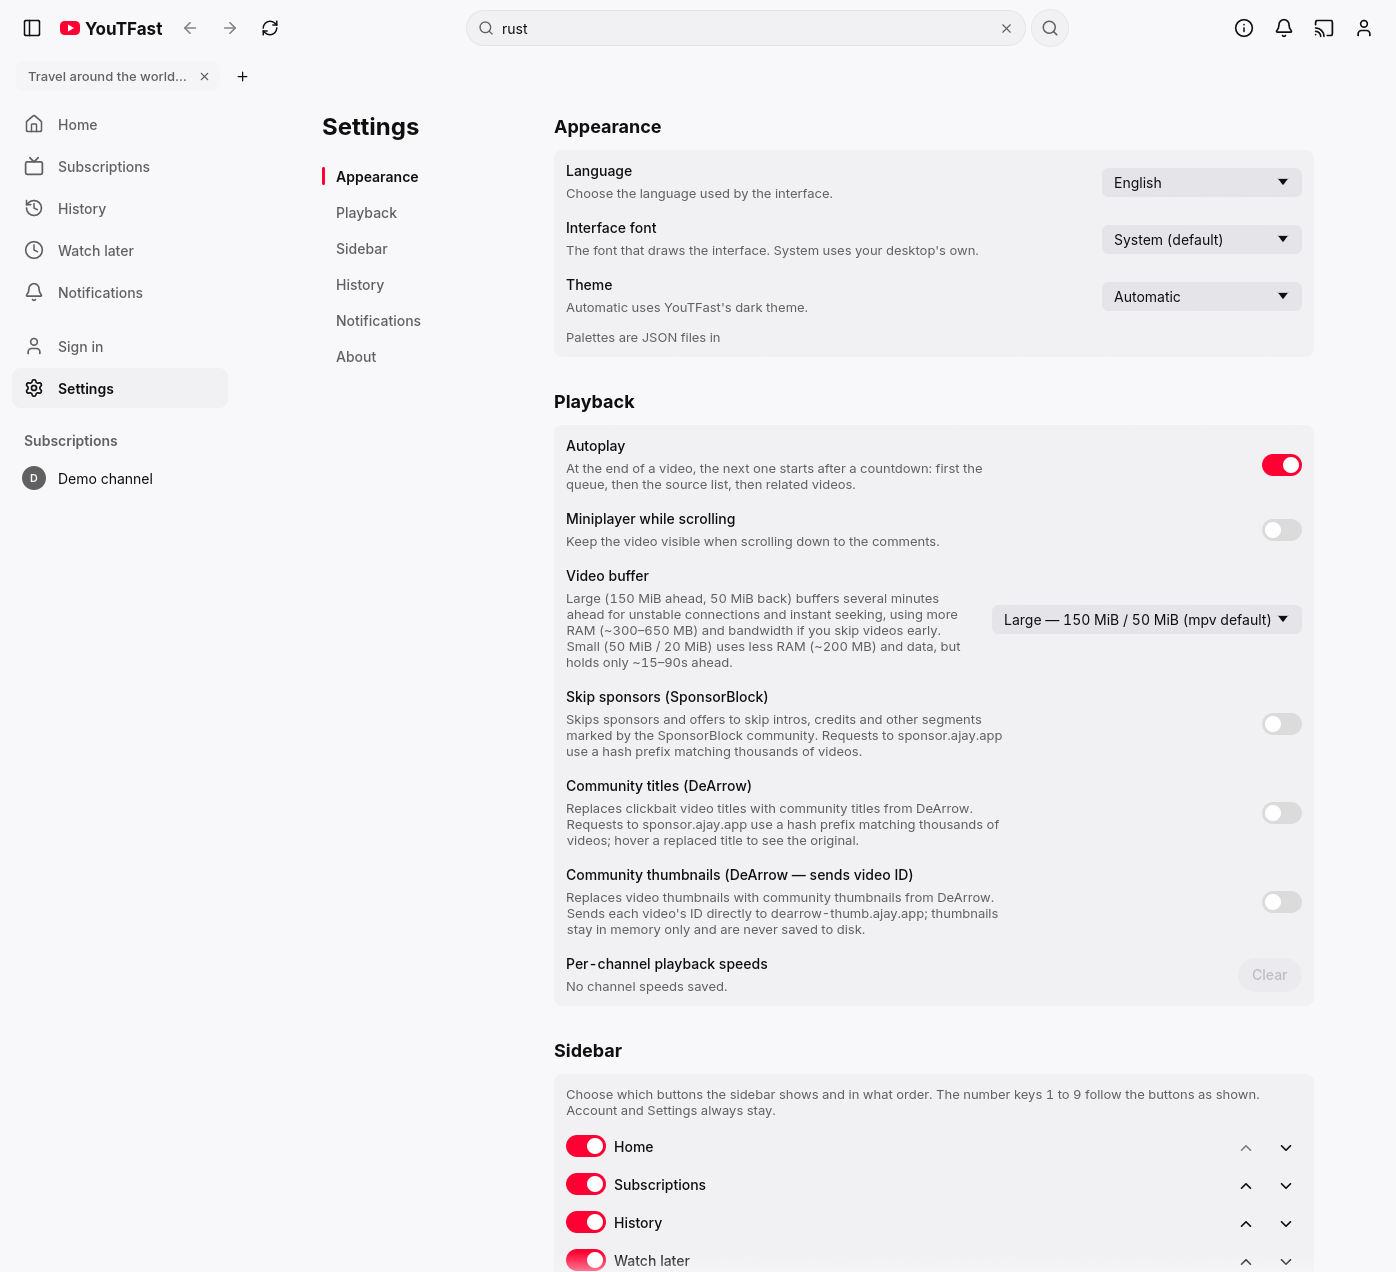 YouTFast
rust
Travel around the world...
Home
Subscriptions
History
Watch later
Notifications
Sign in
Settings
Subscriptions
D
Demo channel
Settings
Appearance
Playback
Sidebar
History
Notifications
About
Appearance
Language
Choose the language used by the interface.
English
Interface font
The font that draws the interface. System uses your desktop's own.
System (default)
Theme
Automatic uses YouTFast's dark theme.
Automatic
Palettes are JSON files in
Playback
Autoplay
At the end of a video, the next one starts after a countdown: first the
queue, then the source list, then related videos.
Miniplayer while scrolling
Keep the video visible when scrolling down to the comments.
Video buffer
Large (150 MiB ahead, 50 MiB back) buffers several minutes
ahead for unstable connections and instant seeking, using more
RAM (~300–650 MB) and bandwidth if you skip videos early.
Small (50 MiB / 20 MiB) uses less RAM (~200 MB) and data, but
holds only ~15–90s ahead.
Large — 150 MiB / 50 MiB (mpv default)
Skip sponsors (SponsorBlock)
Skips sponsors and offers to skip intros, credits and other segments
marked by the SponsorBlock community. Requests to sponsor.ajay.app
use a hash prefix matching thousands of videos.
Community titles (DeArrow)
Replaces clickbait video titles with community titles from DeArrow.
Requests to sponsor.ajay.app use a hash prefix matching thousands of
videos; hover a replaced title to see the original.
Community thumbnails (DeArrow — sends video ID)
Replaces video thumbnails with community thumbnails from DeArrow.
Sends each video's ID directly to dearrow-thumb.ajay.app; thumbnails
stay in memory only and are never saved to disk.
Per-channel playback speeds
No channel speeds saved.
Clear
Sidebar
Choose which buttons the sidebar shows and in what order. The number keys 1 to 9 follow the buttons as shown.
Account and Settings always stay.
Home
Subscriptions
History
Watch later